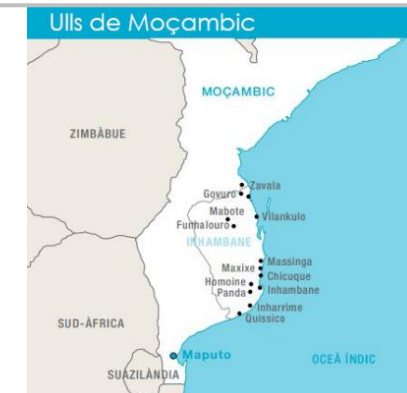 Ulls de Moçambic
MOÇAMBIC
ZIMBÀBUE
Zavala
Govuro
Mabote
Vilankulo
Funhalouro
INHAMBANE
Massinga
Maxixe
Chicuque
Homoine
Inhambane
Panda
Inharrime
Quissico
SUD-ÀFRICA
Maputo
OCEÀ ÍNDIC
SUAZILÀNDIA